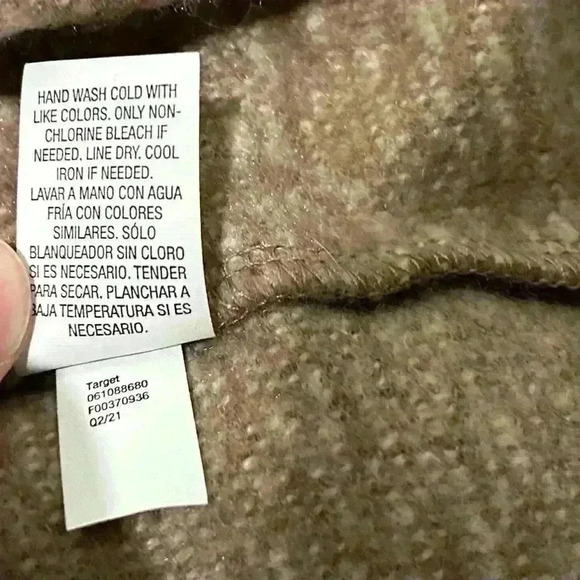 HAND WASH COLD WITH
LIKE COLORS. ONLY NON-
CHLORINE BLEACH IF
NEEDED. LINE DRY. COOL
IRON IF NEEDED.
LAVAR A MANO CON AGUA
FRÍA CON COLORES
SIMILARES. SÓLO
BLANQUEADOR SIN CLORO
SI ES NECESARIO. TENDER
PARA SECAR. PLANCHAR A
BAJA TEMPERATURA SI ES
NECESARIO.
Target
061088680
F00370936
Q2/21